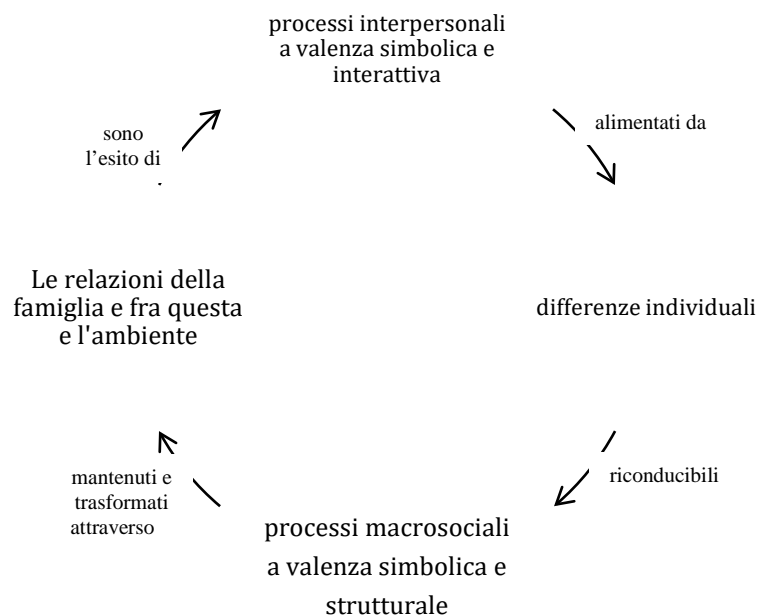 processi interpersonali
a valenza simbolica e
interattiva
alimentati da
differenze individuali
riconducibili
processi macrosociali
a valenza simbolica e
strutturale
mantenuti e
trasformati
attraverso
Le relazioni della
famiglia e fra questa
e l'ambiente
sono
l’esito di